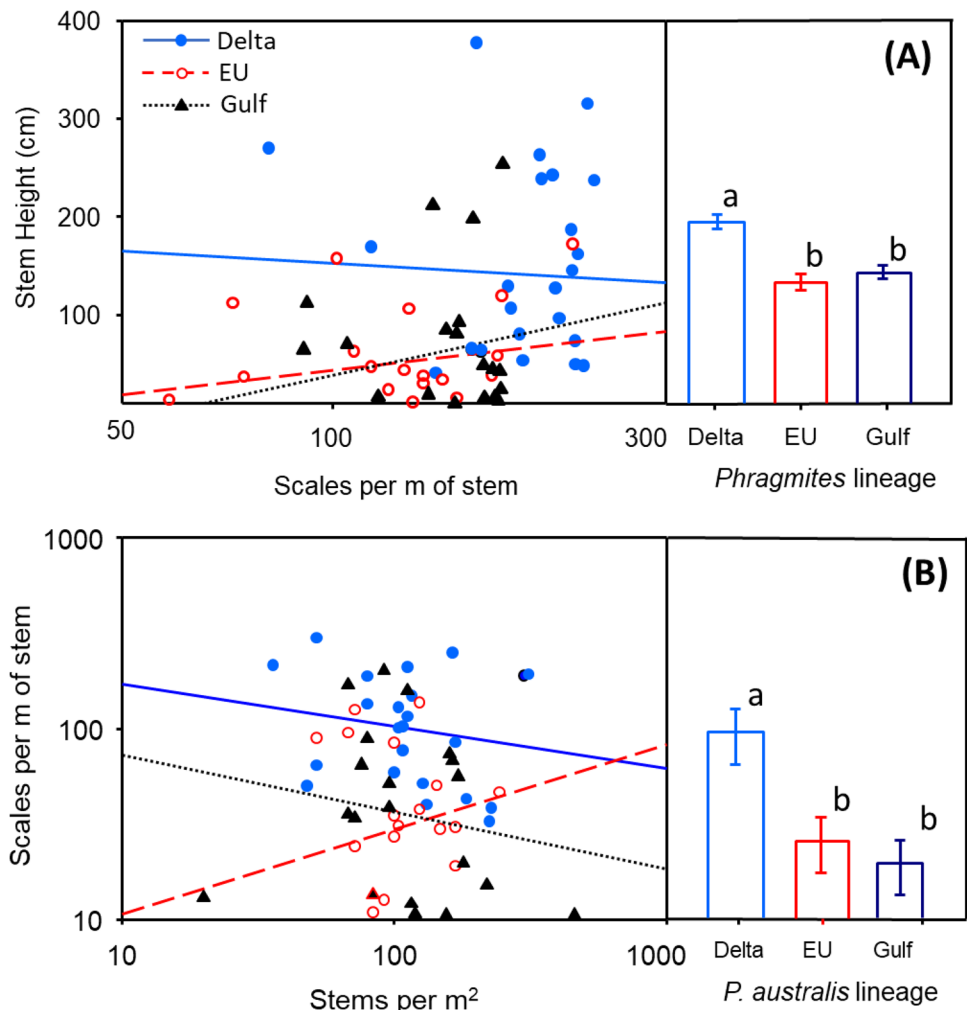 400
300
200
100
Stem Height (cm)
Delta
EU
Gulf
50
100
300
Scales per m of stem
(A)
a
b
b
Delta
EU
Gulf
Phragmites lineage
1000
100
10
Scales per m of stem
10
100
1000
Stems per m²
(B)
a
b
b
Delta
EU
Gulf
P. australis lineage